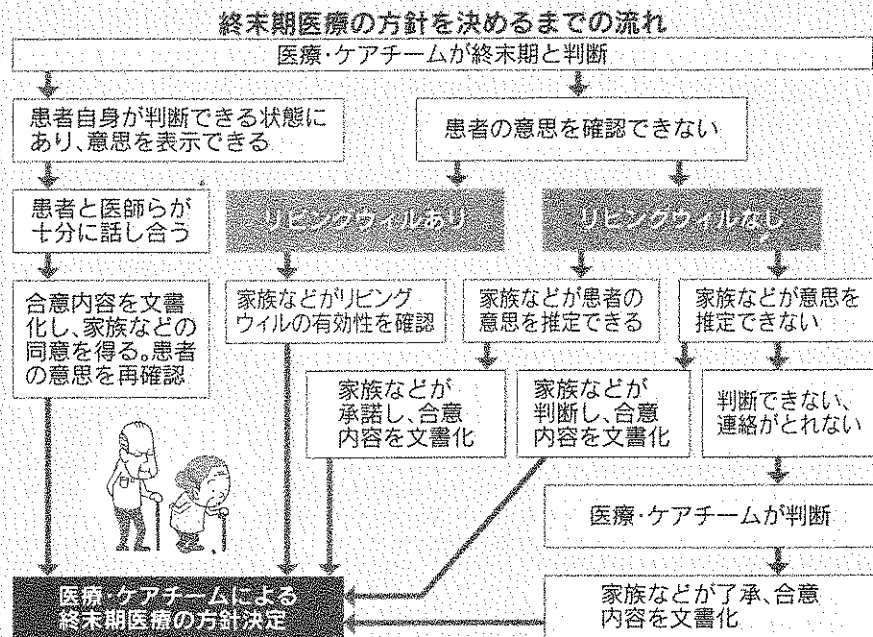 終末期医療の方針を決めるまでの流れ
医療・ケアチームが終末期と判断
患者自身が判断できる状態に
あり、意思を表示できる
患者の意思を確認できない
患者と医師らが
十分に話し合う
リビングウィルあり
リビングウィルなし
合意内容を文書
化し、家族などの
同意を得る。患者
の意思を再確認
家族などがリビング
ウィルの有効性を確認
家族などが患者の
意思を推定できる
家族などが意思を
推定できない
家族などが
承諾し、合意
内容を文書化
家族などが
判断し、合意
内容を文書化
判断できない、
連絡がとれない
医療・ケアチームが判断
医療・ケアチームによる
終末期医療の方針決定
家族などが了承、合意
内容を文書化